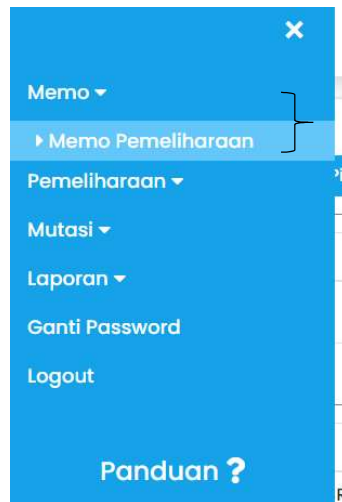 ×
Memo
Memo Pemeliharaan
Pemeliharaan
Mutasi
Laporan
Ganti Password
Logout
Panduan ?